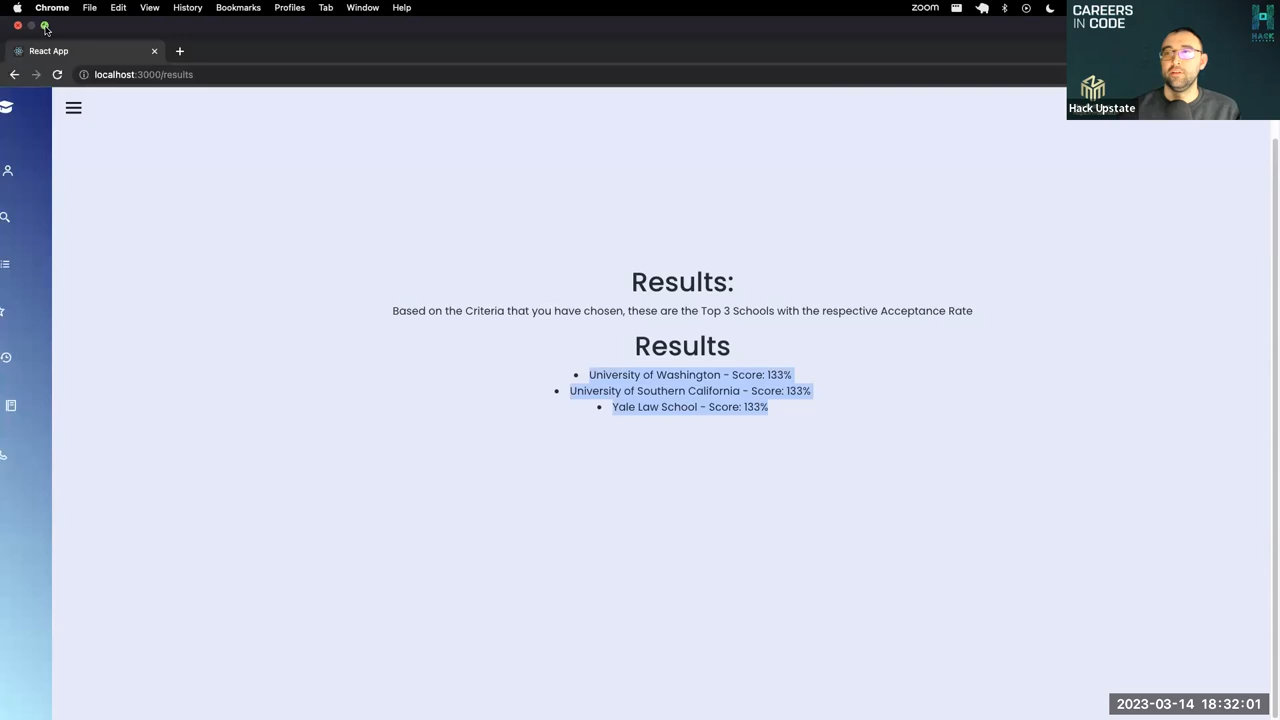 Chrome File Edit View History Bookmarks Profiles Tab Window Help zoom
React App
localhost:3000/results
CAREERS
IN CODE
HACK
Hack Upstate
Results:
Based on the Criteria that you have chosen, these are the Top 3 Schools with the respective Acceptance Rate
Results
University of Washington - Score: 133%
University of Southern California - Score: 133%
Yale Law School - Score: 133%
2023-03-14 18:32:01